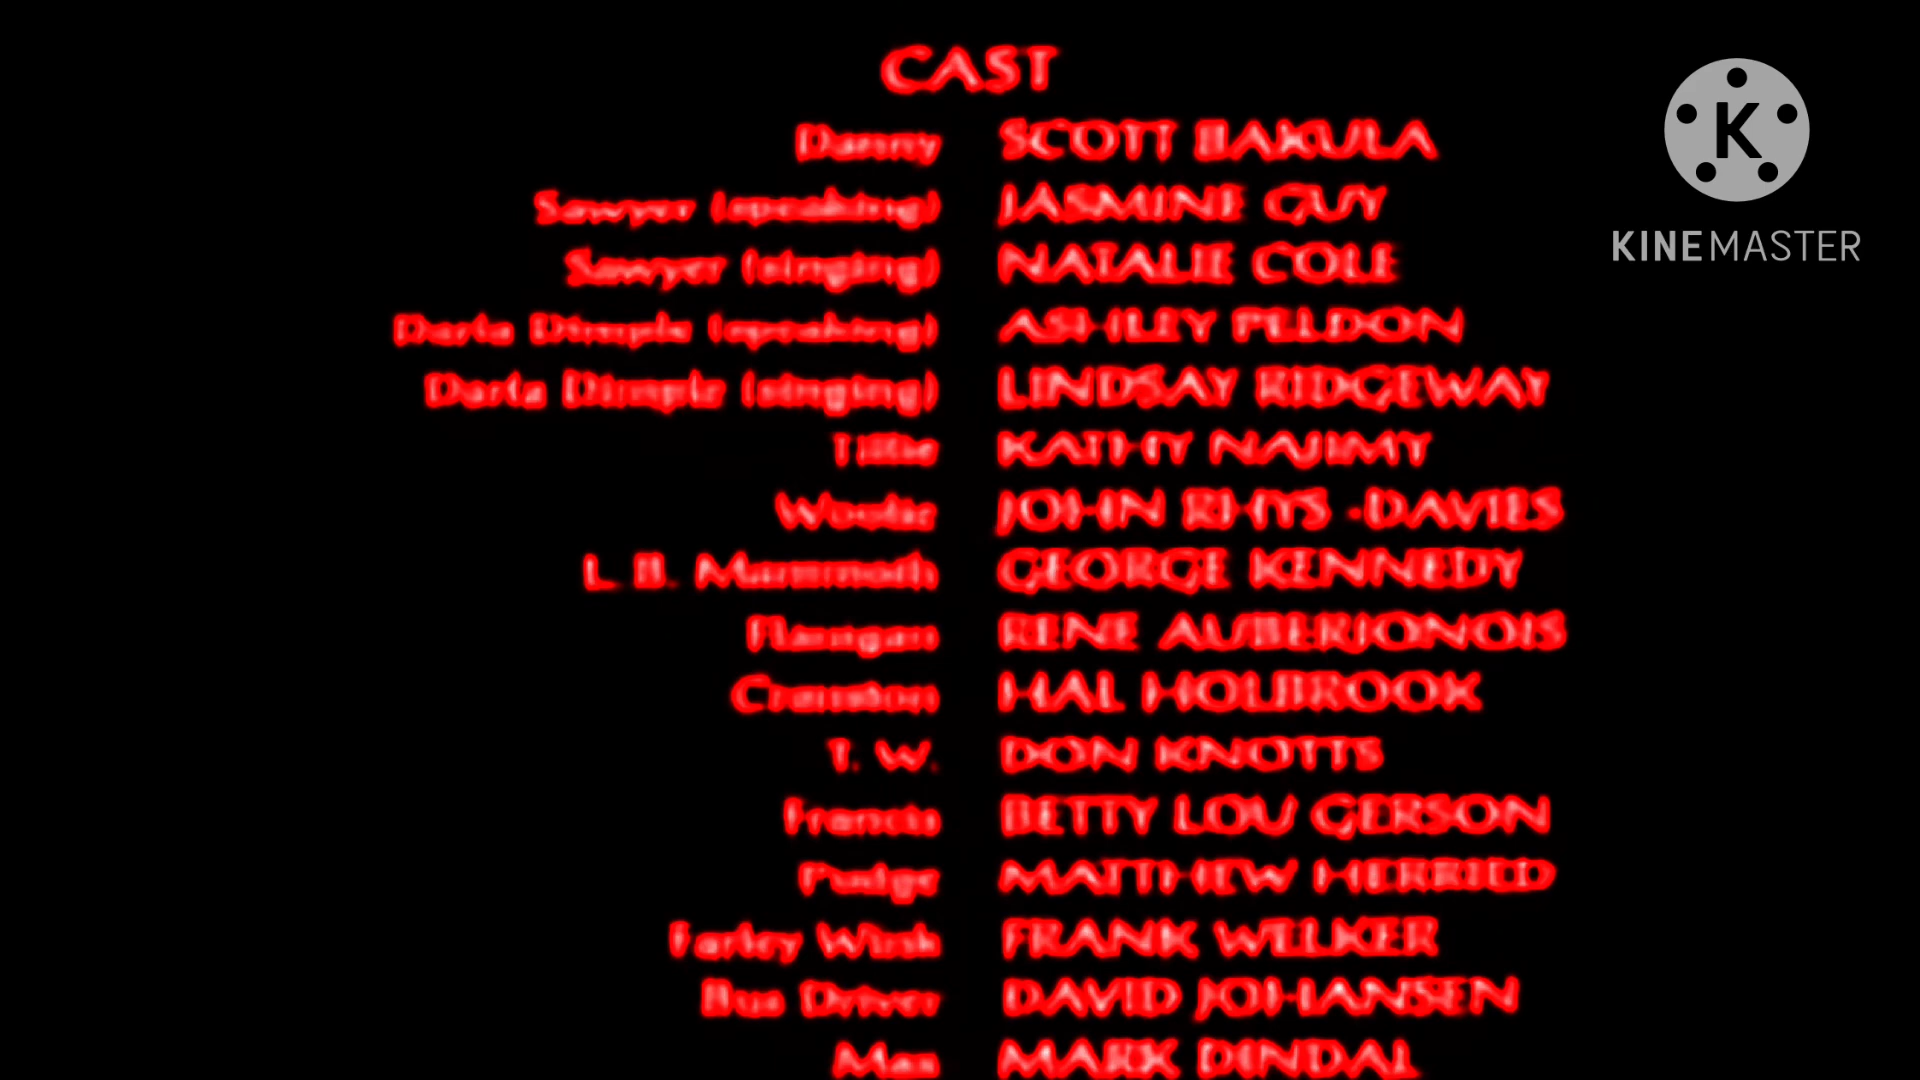 CAST
Danny SCOTT BAKULA
Sawyer (speaking) JASMINE GUY
Sawyer (singing) NATALIE COLE
Darla Dimple (speaking) ASHLEY PELDON
Darla Dimple (singing) LINDSAY RIDGEWAY
Tillie KATHY NAJIMY
Woolie JOHN RHYS-DAVIES
L. B. Mammoth GEORGE KENNEDY
Flanigan RENE AUBERJONOIS
Cranston HAL HOLBROOK
T. W. DON KNOTTS
Frances BETTY LOU GERSON
Pudge MATTHEW HERRIED
Farley Wink FRANK WELKER
Bus Driver DAVID JOHANSEN
Max MARK DINDAL
K
KINEMASTER